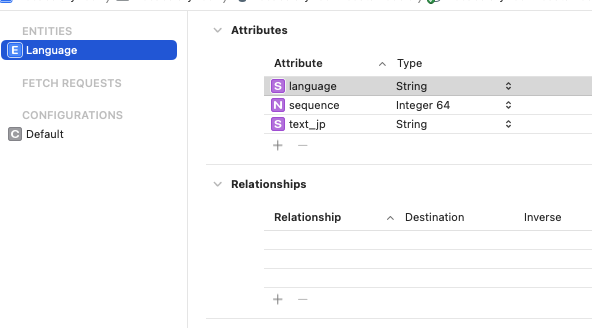 ENTITIES
E Language
FETCH REQUESTS
CONFIGURATIONS
C Default
Attributes
Attribute Type
S language String
N sequence Integer 64
S text_jp String
Relationships
Relationship Destination Inverse